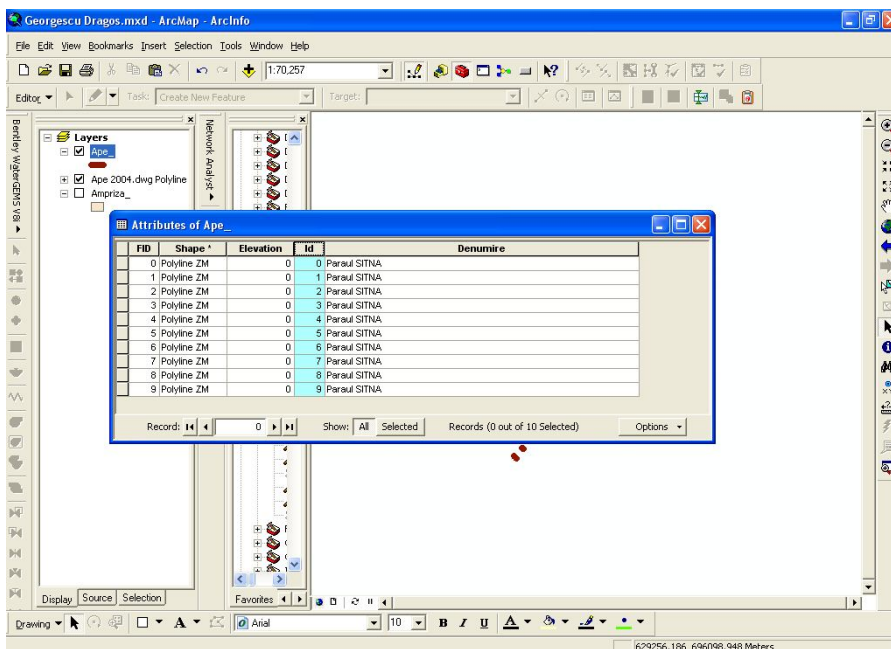 Georgescu Dragos.mxd - ArcMap - ArcInfo
File Edit View Bookmarks Insert Selection Tools Window Help
1:70,257
Editor Task: Create New Feature Target:
Bentley WaterGEMS V8i
Layers
Ape_
Ape 2004.dwg Polyline
Ampriza_
Network Analyst
Attributes of Ape_
FID Shape * Elevation Id Denumire
0 Polyline ZM 0 0 Paraul SITNA
1 Polyline ZM 0 1 Paraul SITNA
2 Polyline ZM 0 2 Paraul SITNA
3 Polyline ZM 0 3 Paraul SITNA
4 Polyline ZM 0 4 Paraul SITNA
5 Polyline ZM 0 5 Paraul SITNA
6 Polyline ZM 0 6 Paraul SITNA
7 Polyline ZM 0 7 Paraul SITNA
8 Polyline ZM 0 8 Paraul SITNA
9 Polyline ZM 0 9 Paraul SITNA
Record: 0 Show: All Selected Records (0 out of 10 Selected) Options
Display Source Selection
Favorites
Drawing A Arial 10 B I U A
629256.186 696098.948 Meters